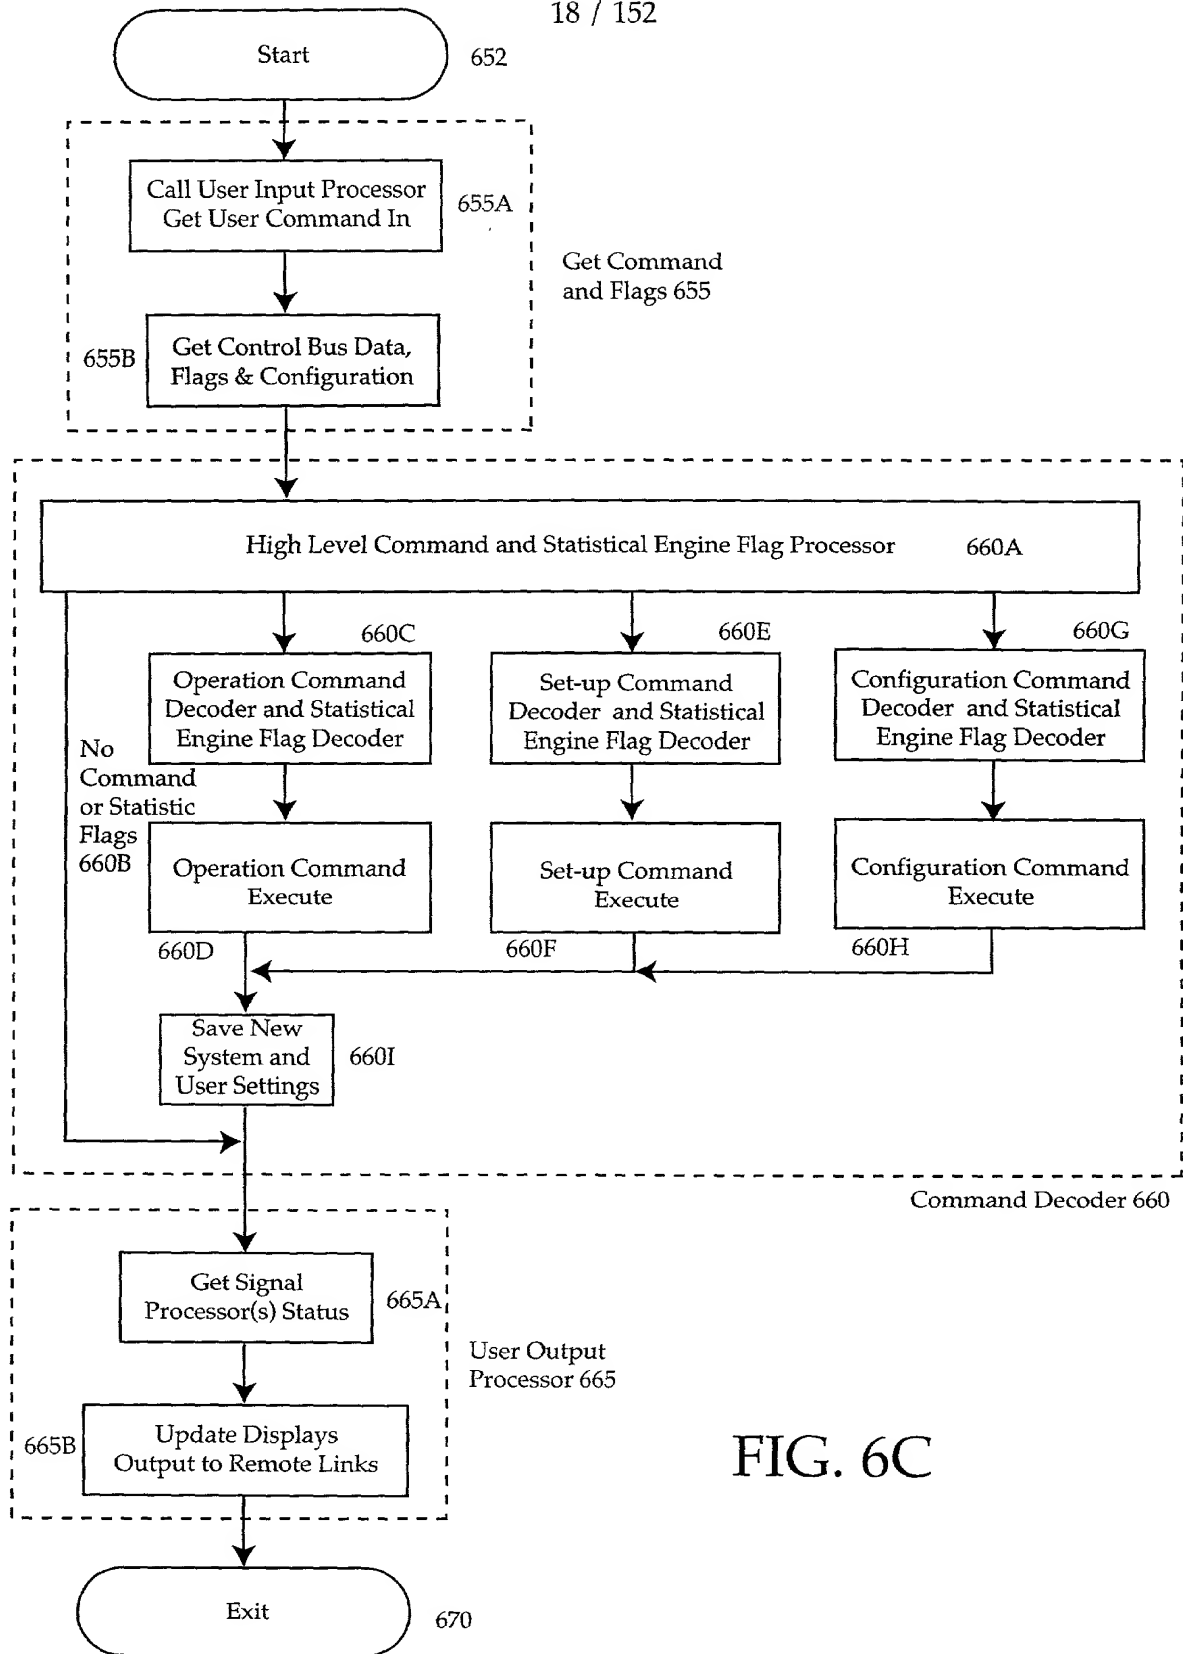 18 / 152
Start
652
Call User Input Processor
Get User Command In
655A
Get Command
and Flags 655
655B
Get Control Bus Data,
Flags & Configuration
High Level Command and Statistical Engine Flag Processor
660A
660C
660E
660G
Operation Command
Decoder and Statistical
Engine Flag Decoder
Set-up Command
Decoder and Statistical
Engine Flag Decoder
Configuration Command
Decoder and Statistical
Engine Flag Decoder
No
Command
or Statistic
Flags
660B
Operation Command
Execute
Set-up Command
Execute
Configuration Command
Execute
660D
660F
660H
Save New
System and
User Settings
660I
Command Decoder 660
Get Signal
Processor(s) Status
665A
User Output
Processor 665
665B
Update Displays
Output to Remote Links
FIG. 6C
Exit
670